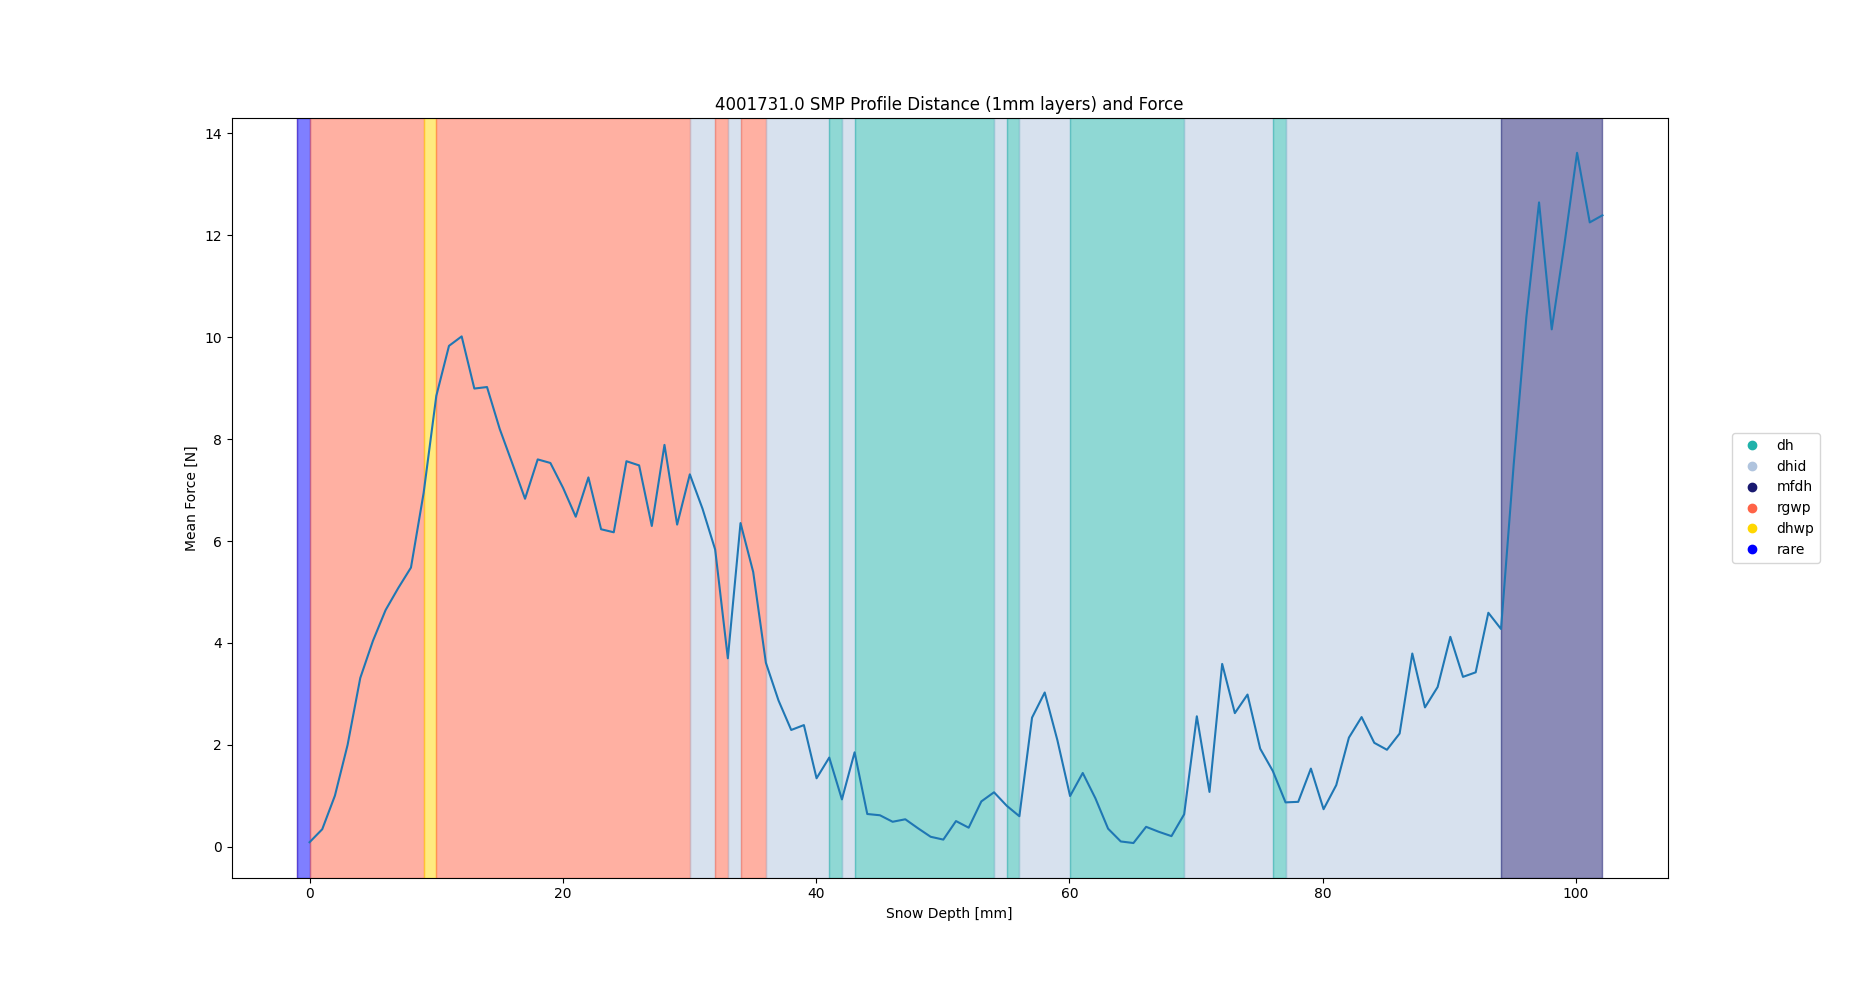 4001731.0 SMP Profile Distance (1mm layers) and Force
Mean Force [N]
14
12
10
8
6
4
2
0
0 20 40 60 80 100
Snow Depth [mm]
dh
dhid
mfdh
rgwp
dhwp
rare